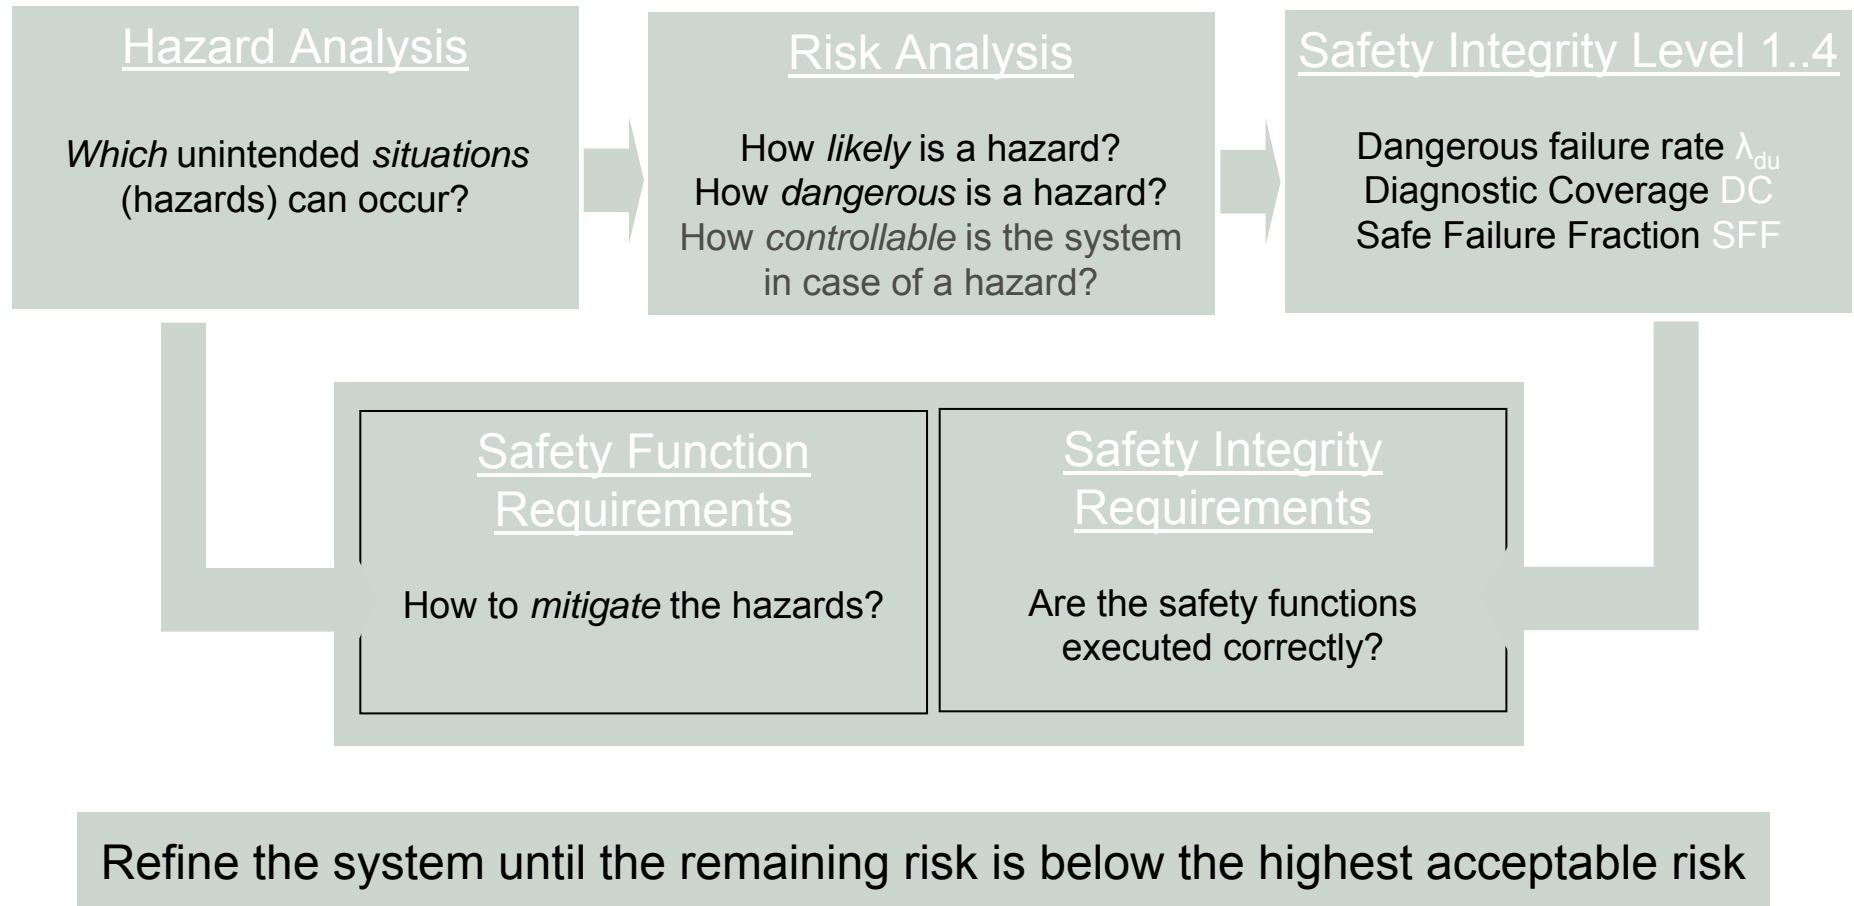 Hazard Analysis
Which unintended situations
(hazards) can occur?
Risk Analysis
How likely is a hazard?
How dangerous is a hazard?
How controllable is the system
in case of a hazard?
Safety Integrity Level 1..4
Dangerous failure rate λdu
Diagnostic Coverage DC
Safe Failure Fraction SFF
Safety Function
Requirements
How to mitigate the hazards?
Safety Integrity
Requirements
Are the safety functions
executed correctly?
Refine the system until the remaining risk is below the highest acceptable risk